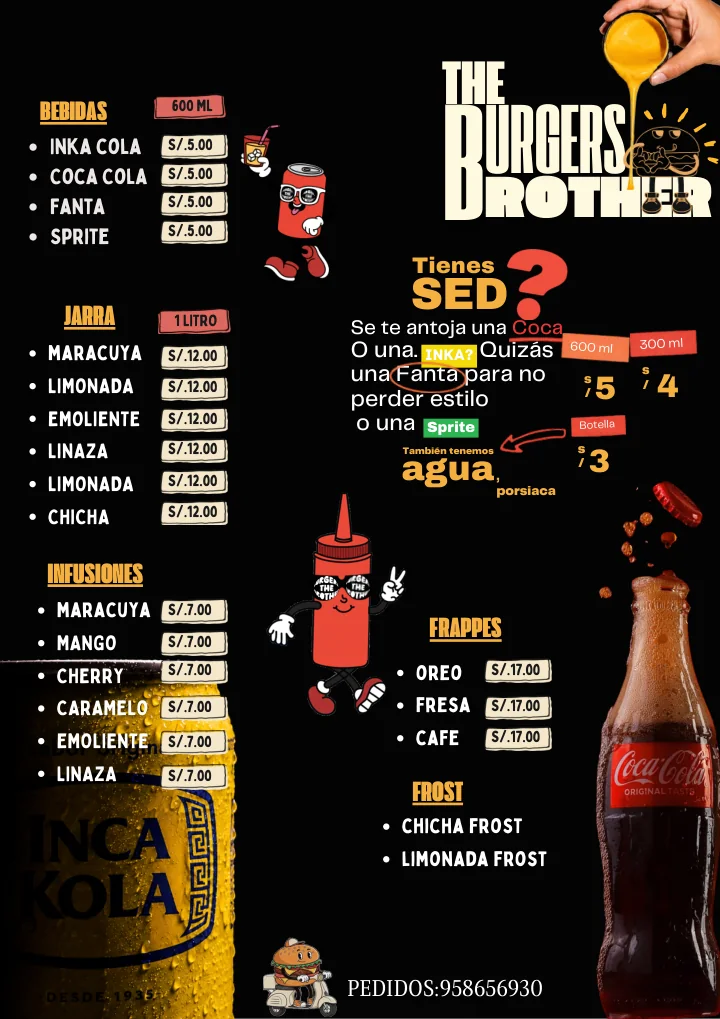 THE
BURGERS
BROTHER
BEBIDAS 600 ML
• INKA COLA S/.5.00
• COCA COLA S/.5.00
• FANTA S/.5.00
• SPRITE S/.5.00
JARRA 1 LITRO
• MARACUYA S/.12.00
• LIMONADA S/.12.00
• EMOLIENTE S/.12.00
• LINAZA S/.12.00
• LIMONADA S/.12.00
• CHICHA S/.12.00
INFUSIONES
• MARACUYA S/.7.00
• MANGO S/.7.00
• CHERRY S/.7.00
• CARAMELO S/.7.00
• EMOLIENTE S/.7.00
• LINAZA S/.7.00
INCA
KOLA
DESDE 1935
Tienes
SED?
Se te antoja una Coca
O una. INKA? Quizás
una Fanta para no
perder estilo
o una Sprite
600 ml 300 ml
S/5 S/4
Botella
S/3
También tenemos
agua,
porsiaca
THE
FRAPPES
• OREO S/.17.00
• FRESA S/.17.00
• CAFE S/.17.00
FROST
• CHICHA FROST
• LIMONADA FROST
Coca-Cola
ORIGINAL TASTE
PEDIDOS:958656930